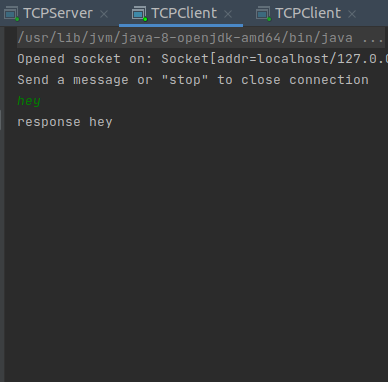 TCPServer × TCPClient × TCPClient ×
/usr/lib/jvm/java-8-openjdk-amd64/bin/java ...
Opened socket on: Socket[addr=localhost/127.0.
Send a message or "stop" to close connection
hey
response hey